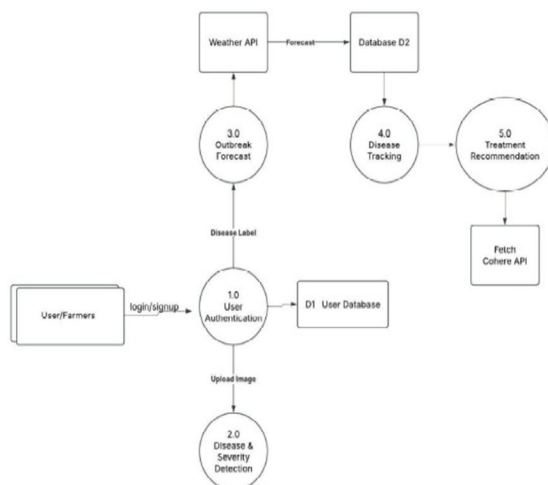 Weather API
Forecast
Database D2
3.0
Outbreak
Forecast
4.0
Disease
Tracking
5.0
Treatment
Recommendation
Disease Label
Fetch
Cohere API
User/Farmers
login/signup
1.0
User
Authentication
D1 User Database
Upload Image
2.0
Disease &
Severity
Detection